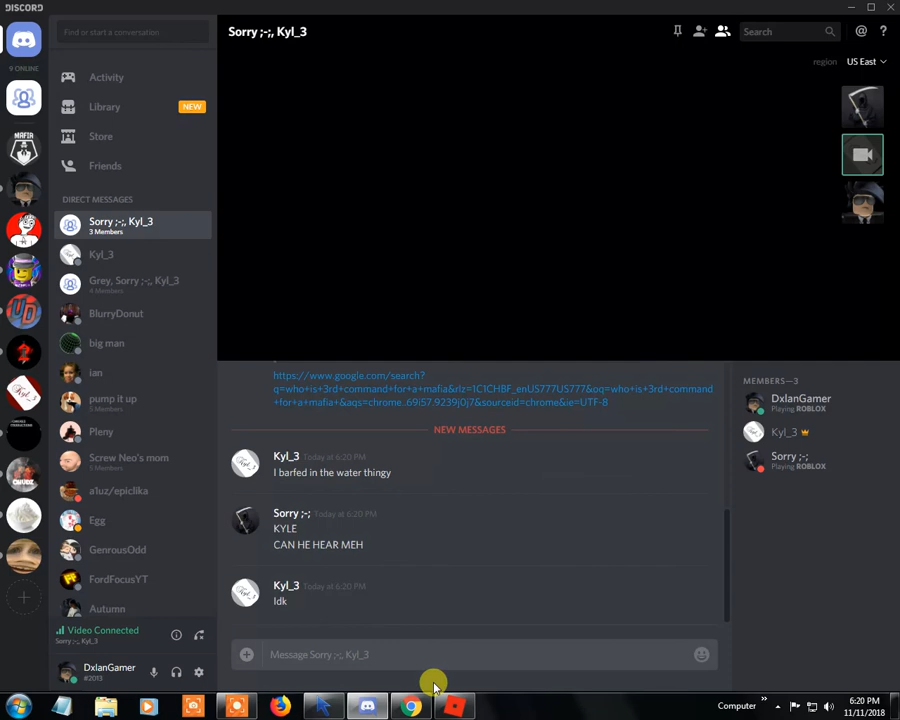 DISCORD
Find or start a conversation
Sorry ;-;, Kyl_3
Search
region US East
9 ONLINE
Activity
Library NEW
Store
Friends
MAFIA
DIRECT MESSAGES
Sorry ;-;, Kyl_3
3 Members
Kyl_3
Grey, Sorry ;-;, Kyl_3
4 Members
BlurryDonut
big man
ian
pump it up
5 Members
Pleny
Screw Neo's mom
5 Members
a1uz/epiclika
Egg
GenrousOdd
FordFocusYT
Autumn
Video Connected
Sorry ;-;, Kyl_3
DxlanGamer
#2013
https://www.google.com/search?
q=who+is+3rd+command+for+a+mafia&rlz=1C1CHBF_enUS777US777&oq=who+is+3rd+command
+for+a+mafia+&aqs=chrome..69i57.9239j0j7&sourceid=chrome&ie=UTF-8
NEW MESSAGES
Kyl_3 Today at 6:20 PM
I barfed in the water thingy
Sorry ;-; Today at 6:20 PM
KYLE
CAN HE HEAR MEH
Kyl_3 Today at 6:20 PM
Idk
Message Sorry ;-;, Kyl_3
MEMBERS—3
DxlanGamer
Playing ROBLOX
Kyl_3
Sorry ;-;
Playing ROBLOX
Computer
6:20 PM
11/11/2018